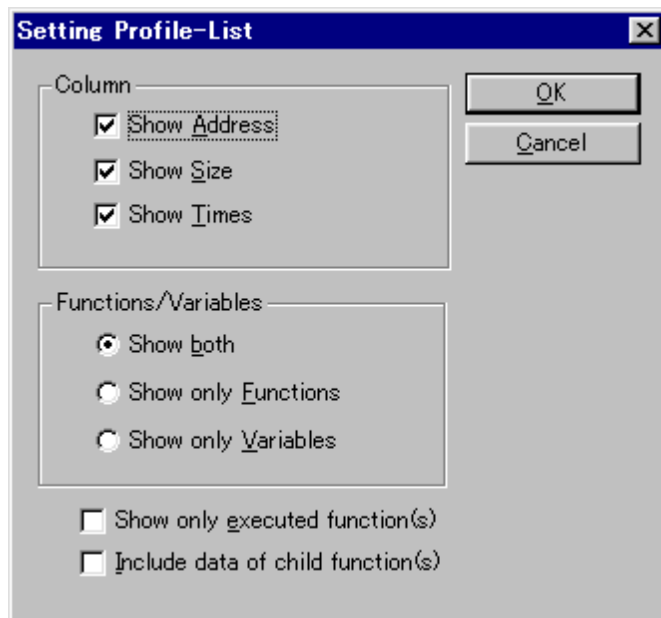 Setting Profile-List
Column
Show Address
Show Size
Show Times
OK
Cancel
Functions/Variables
Show both
Show only Functions
Show only Variables
Show only executed function(s)
Include data of child function(s)